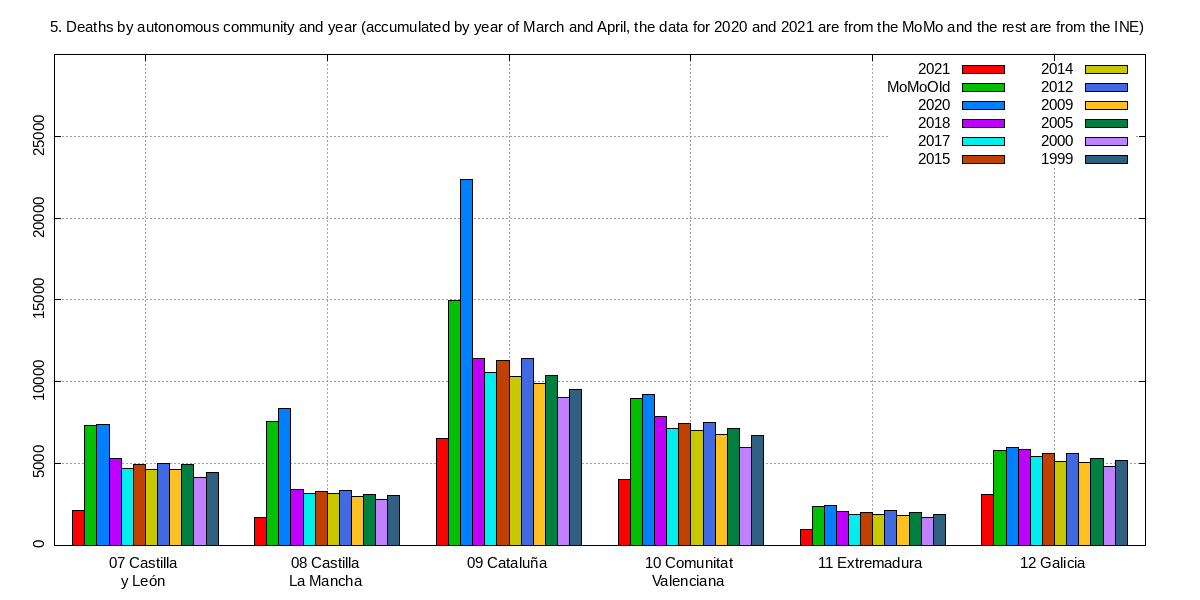 5. Deaths by autonomous community and year (accumulated by year of March and April, the data for 2020 and 2021 are from the MoMo and the rest are from the INE)
2021 2014
MoMoOld 2012
2020 2009
2018 2005
2017 2000
2015 1999
25000
20000
15000
10000
5000
0
07 Castilla y León
08 Castilla La Mancha
09 Cataluña
10 Comunitat Valenciana
11 Extremadura
12 Galicia